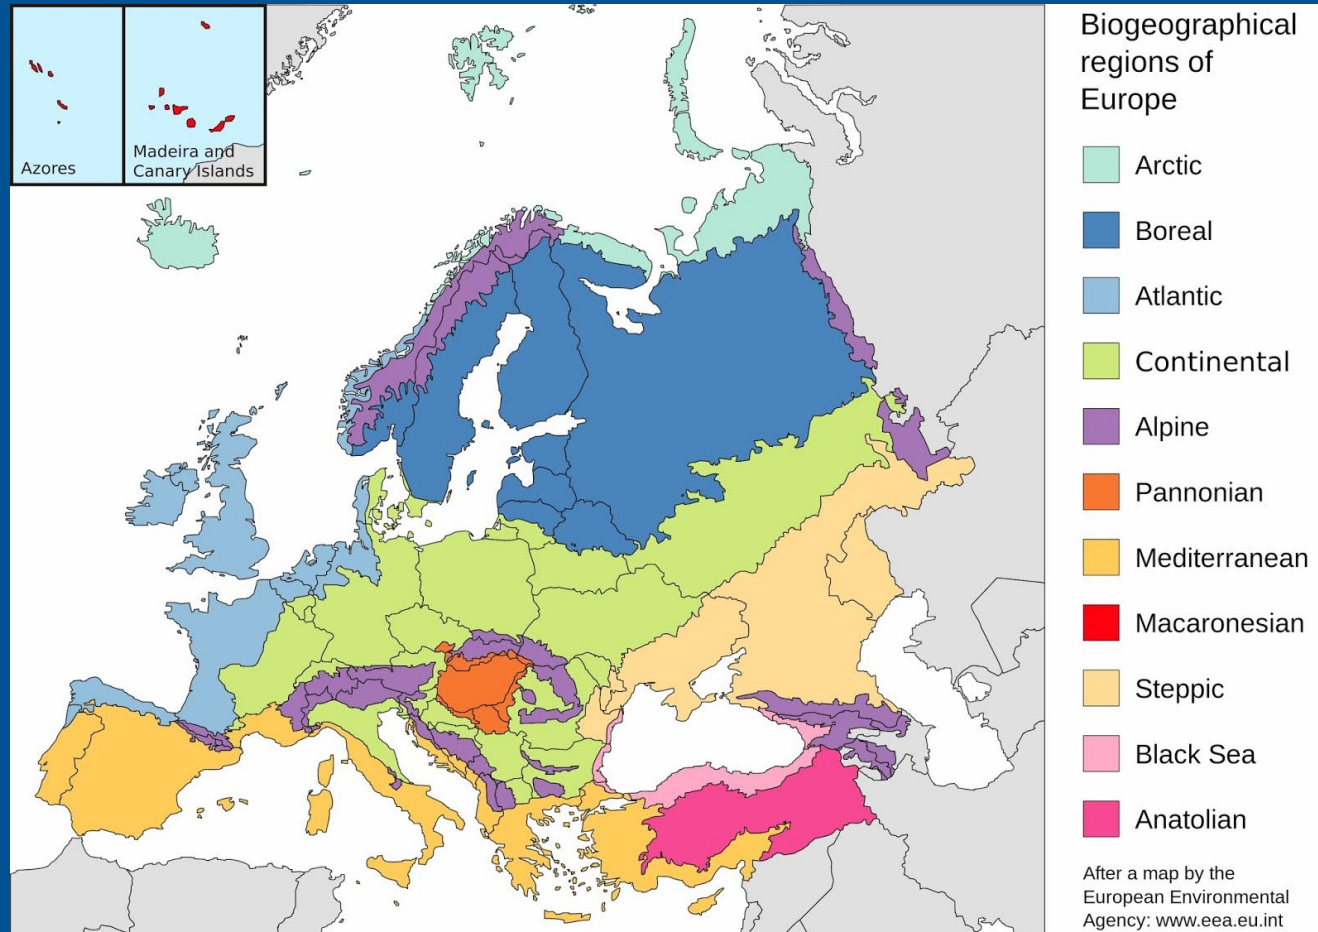 Azores
Madeira and
Canary Islands
Biogeographical
regions of
Europe
Arctic
Boreal
Atlantic
Continental
Alpine
Pannonian
Mediterranean
Macaronesian
Steppic
Black Sea
Anatolian
After a map by the
European Environmental
Agency: www.eea.eu.int